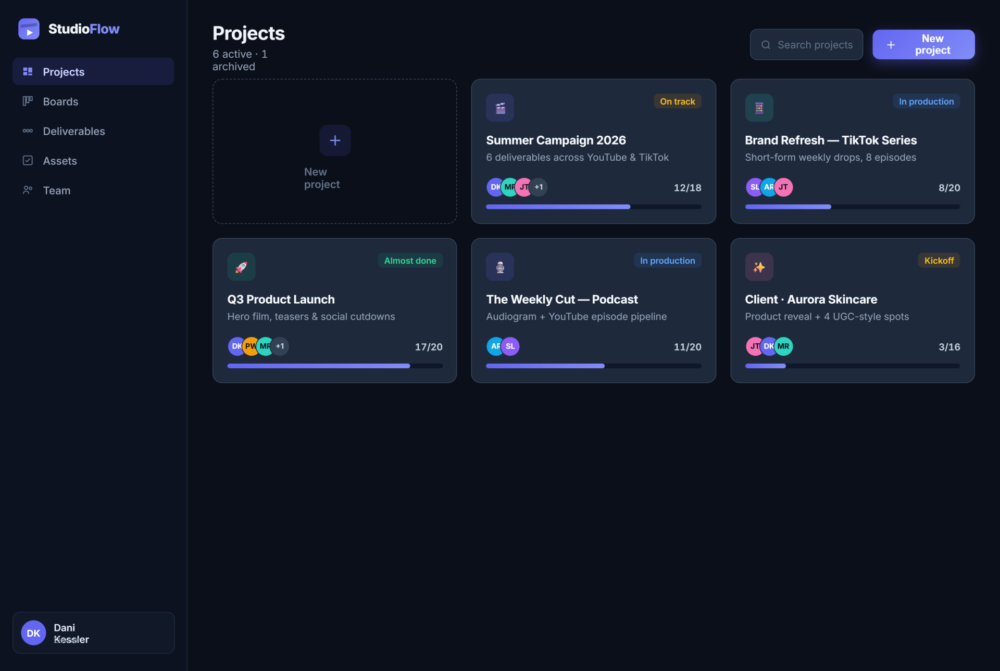 StudioFlow
Projects
Boards
Deliverables
Assets
Team
DK
Dani
Kessler
Projects
6 active · 1
archived
Search projects
New
project
New
project
On track
Summer Campaign 2026
6 deliverables across YouTube & TikTok
DK MR JT +1
12/18
In production
Brand Refresh — TikTok Series
Short-form weekly drops, 8 episodes
SL AR JT
8/20
Almost done
Q3 Product Launch
Hero film, teasers & social cutdowns
DK PW MR +1
17/20
In production
The Weekly Cut — Podcast
Audiogram + YouTube episode pipeline
AR SL
11/20
Kickoff
Client · Aurora Skincare
Product reveal + 4 UGC-style spots
JT DK MR
3/16